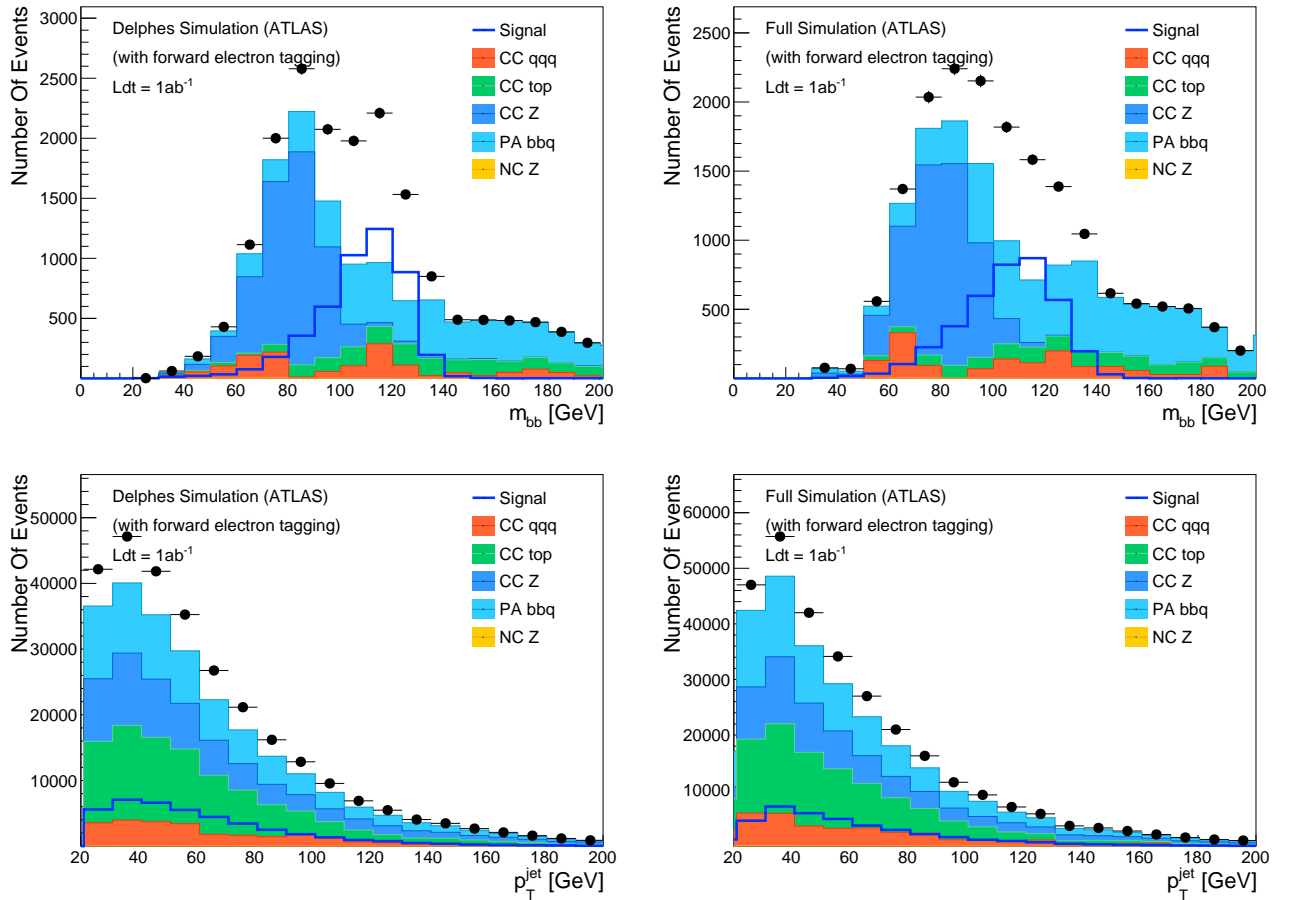 Number Of Events
3000
2500
2000
1500
1000
500
0 20 40 60 80 100 120 140 160 180 200
m_bb [GeV]
Delphes Simulation (ATLAS)
(with forward electron tagging)
Ldt = 1ab⁻¹
Signal
CC qqq
CC top
CC Z
PA bbq
NC Z
Number Of Events
2500
2000
1500
1000
500
0 20 40 60 80 100 120 140 160 180 200
m_bb [GeV]
Full Simulation (ATLAS)
(with forward electron tagging)
Ldt = 1ab⁻¹
Signal
CC qqq
CC top
CC Z
PA bbq
NC Z
Number Of Events
50000
40000
30000
20000
10000
20 40 60 80 100 120 140 160 180 200
p_T^jet [GeV]
Delphes Simulation (ATLAS)
(with forward electron tagging)
Ldt = 1ab⁻¹
Signal
CC qqq
CC top
CC Z
PA bbq
NC Z
Number Of Events
60000
50000
40000
30000
20000
10000
20 40 60 80 100 120 140 160 180 200
p_T^jet [GeV]
Full Simulation (ATLAS)
(with forward electron tagging)
Ldt = 1ab⁻¹
Signal
CC qqq
CC top
CC Z
PA bbq
NC Z